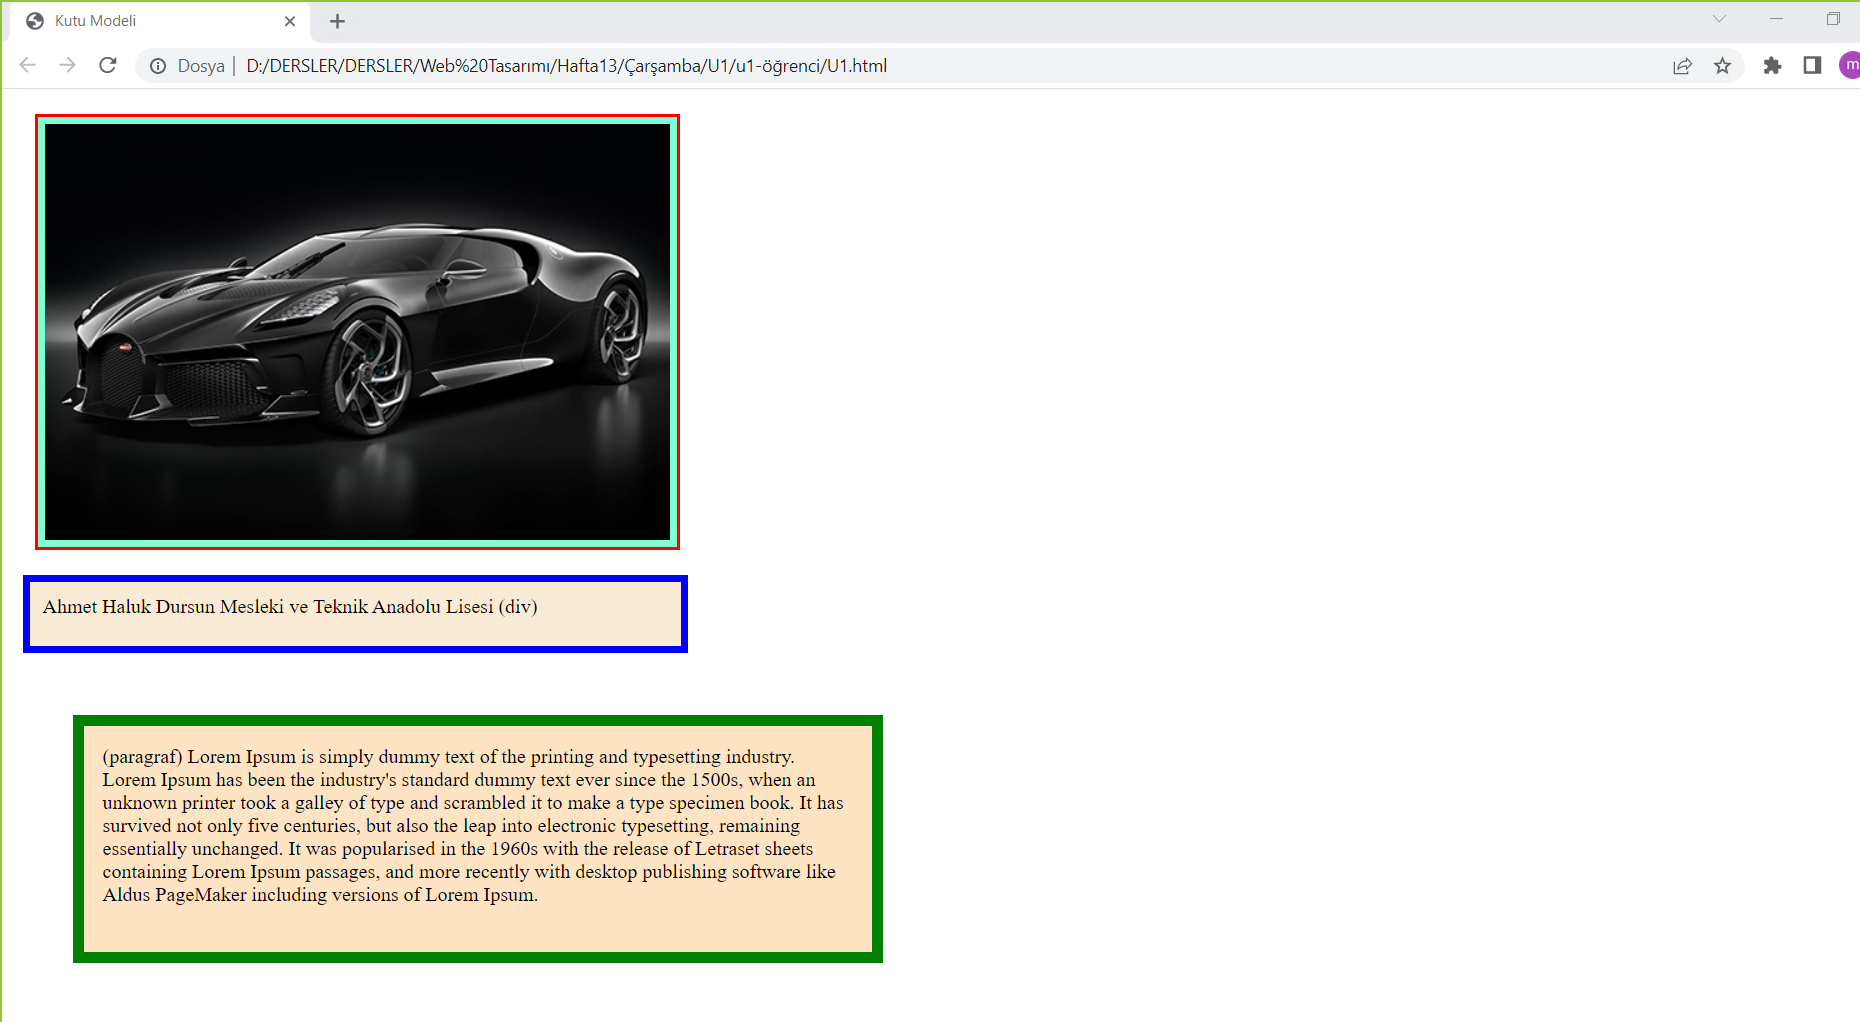 Kutu Modeli
Dosya | D:/DERSLER/DERSLER/Web%20Tasarımı/Hafta13/Çarşamba/U1/u1-öğrenci/U1.html
m
Ahmet Haluk Dursun Mesleki ve Teknik Anadolu Lisesi (div)
(paragraf) Lorem Ipsum is simply dummy text of the printing and typesetting industry.
Lorem Ipsum has been the industry's standard dummy text ever since the 1500s, when an
unknown printer took a galley of type and scrambled it to make a type specimen book. It has
survived not only five centuries, but also the leap into electronic typesetting, remaining
essentially unchanged. It was popularised in the 1960s with the release of Letraset sheets
containing Lorem Ipsum passages, and more recently with desktop publishing software like
Aldus PageMaker including versions of Lorem Ipsum.